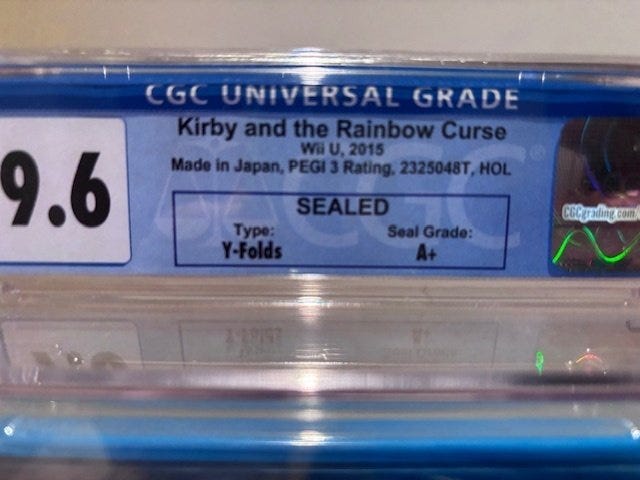 CGC UNIVERSAL GRADE
9.6
Kirby and the Rainbow Curse
Wii U, 2015
Made in Japan, PEGI 3 Rating, 2325048T, HOL
SEALED
Type: Seal Grade:
Y-Folds A+
CGC®
CGCgrading.com